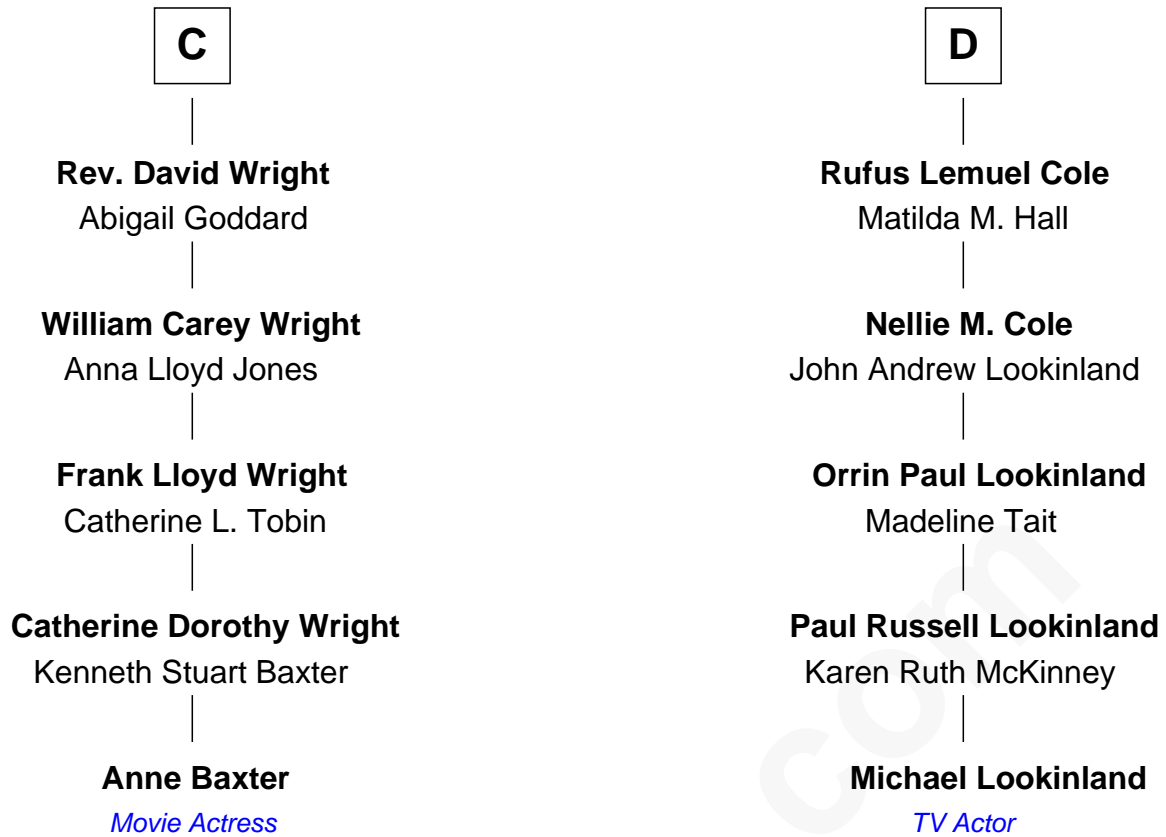 C
Rev. David Wright
Abigail Goddard
William Carey Wright
Anna Lloyd Jones
Frank Lloyd Wright
Catherine L. Tobin
Catherine Dorothy Wright
Kenneth Stuart Baxter
Anne Baxter
Movie Actress
D
Rufus Lemuel Cole
Matilda M. Hall
Nellie M. Cole
John Andrew Lookinland
Orrin Paul Lookinland
Madeline Tait
Paul Russell Lookinland
Karen Ruth McKinney
Michael Lookinland
TV Actor
com